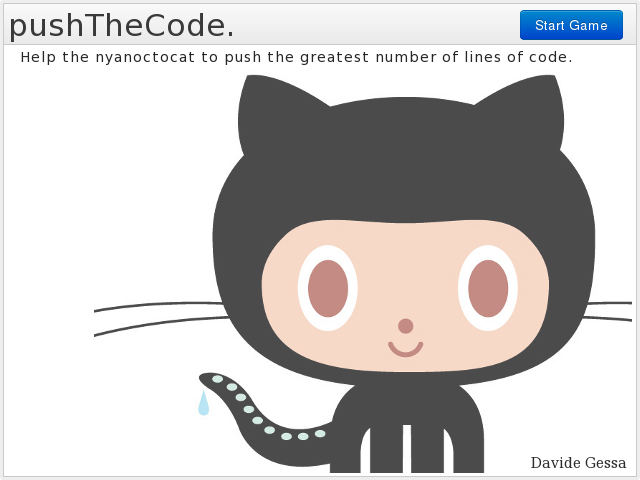 pushTheCode.
Start Game
Help the nyanoctocat to push the greatest number of lines of code.
Davide Gessa